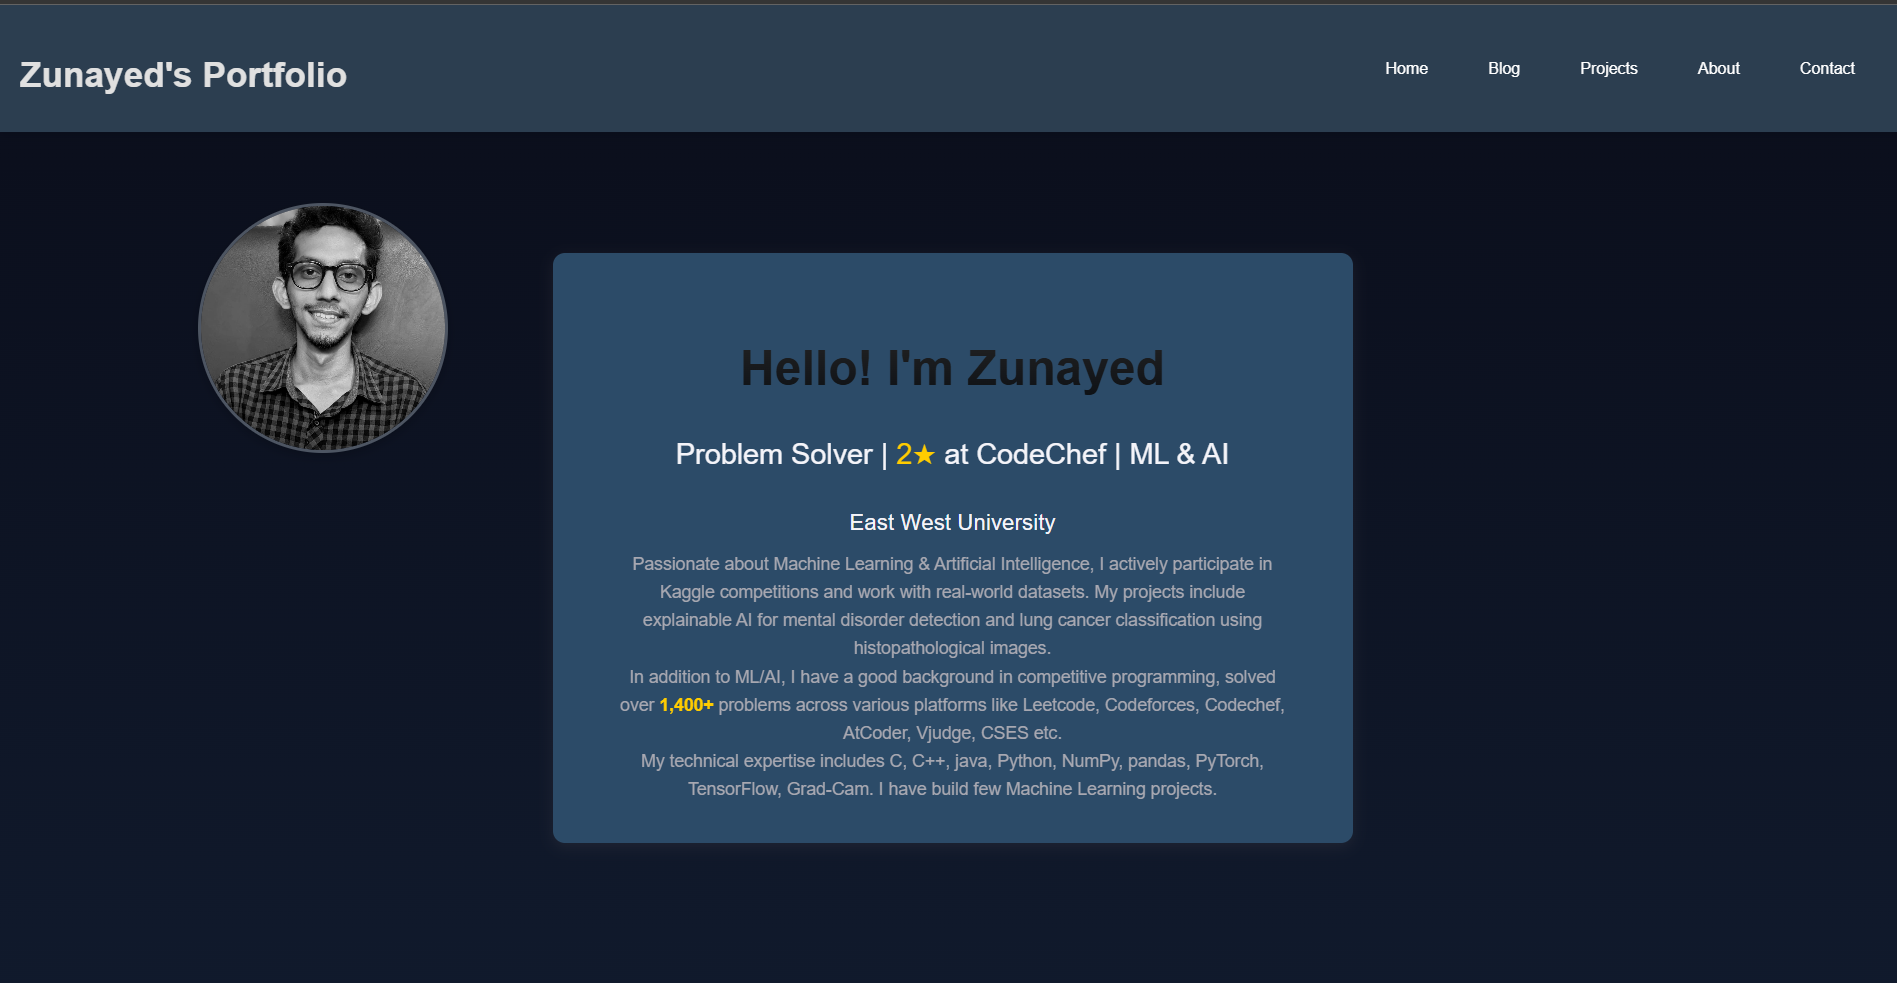 Zunayed's Portfolio
Home Blog Projects About Contact
Hello! I'm Zunayed
Problem Solver | 2★ at CodeChef | ML & AI
East West University
Passionate about Machine Learning & Artificial Intelligence, I actively participate in
Kaggle competitions and work with real-world datasets. My projects include
explainable AI for mental disorder detection and lung cancer classification using
histopathological images.
In addition to ML/AI, I have a good background in competitive programming, solved
over 1,400+ problems across various platforms like Leetcode, Codeforces, Codechef,
AtCoder, Vjudge, CSES etc.
My technical expertise includes C, C++, java, Python, NumPy, pandas, PyTorch,
TensorFlow, Grad-Cam. I have build few Machine Learning projects.